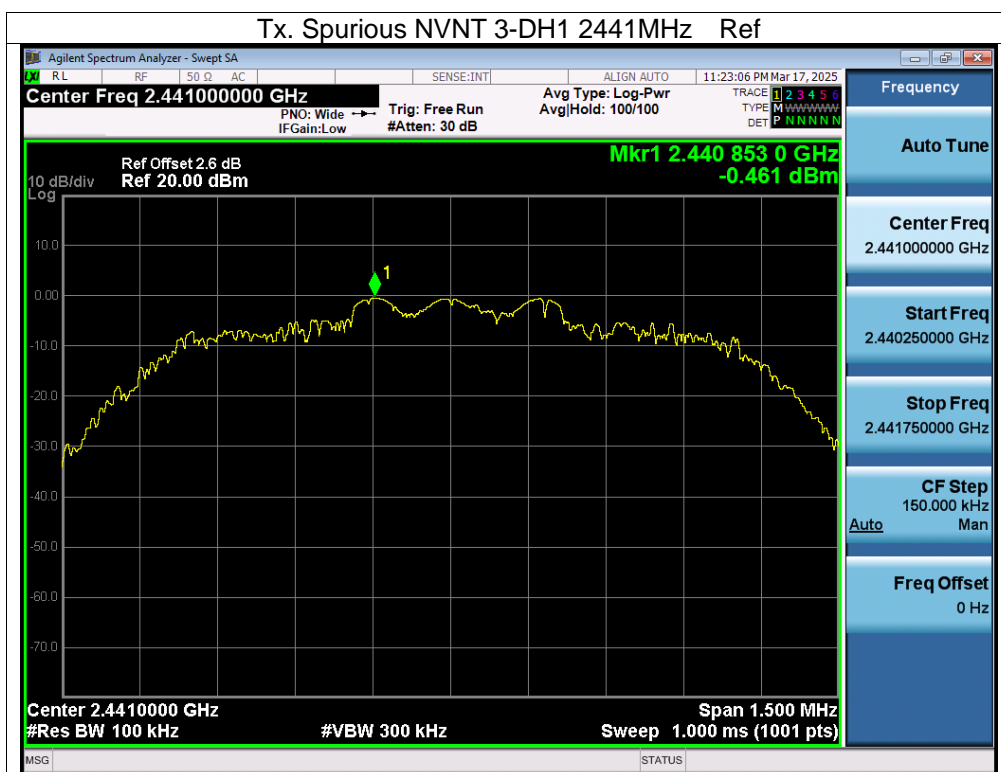 Tx. Spurious NVNT 3-DH1 2441MHz Ref
Agilent Spectrum Analyzer - Swept SA
LXI RL RF 50 Ω AC SENSE:INT ALIGN AUTO 11:23:06 PM Mar 17, 2025
Center Freq 2.441000000 GHz
PNO: Wide
IFGain:Low
Trig: Free Run
#Atten: 30 dB
Avg Type: Log-Pwr
Avg|Hold: 100/100
TRACE 1 2 3 4 5 6
TYPE M WWWWW
DET P N N N N N
Ref Offset 2.6 dB
Ref 20.00 dBm
10 dB/div
Log
Mkr1 2.440 853 0 GHz
-0.461 dBm
10.0
0.00
-10.0
-20.0
-30.0
-40.0
-50.0
-60.0
-70.0
1
Center 2.4410000 GHz
Span 1.500 MHz
#Res BW 100 kHz
#VBW 300 kHz
Sweep 1.000 ms (1001 pts)
MSG
STATUS
Frequency
Auto Tune
Center Freq
2.441000000 GHz
Start Freq
2.440250000 GHz
Stop Freq
2.441750000 GHz
CF Step
150.000 kHz
Auto Man
Freq Offset
0 Hz